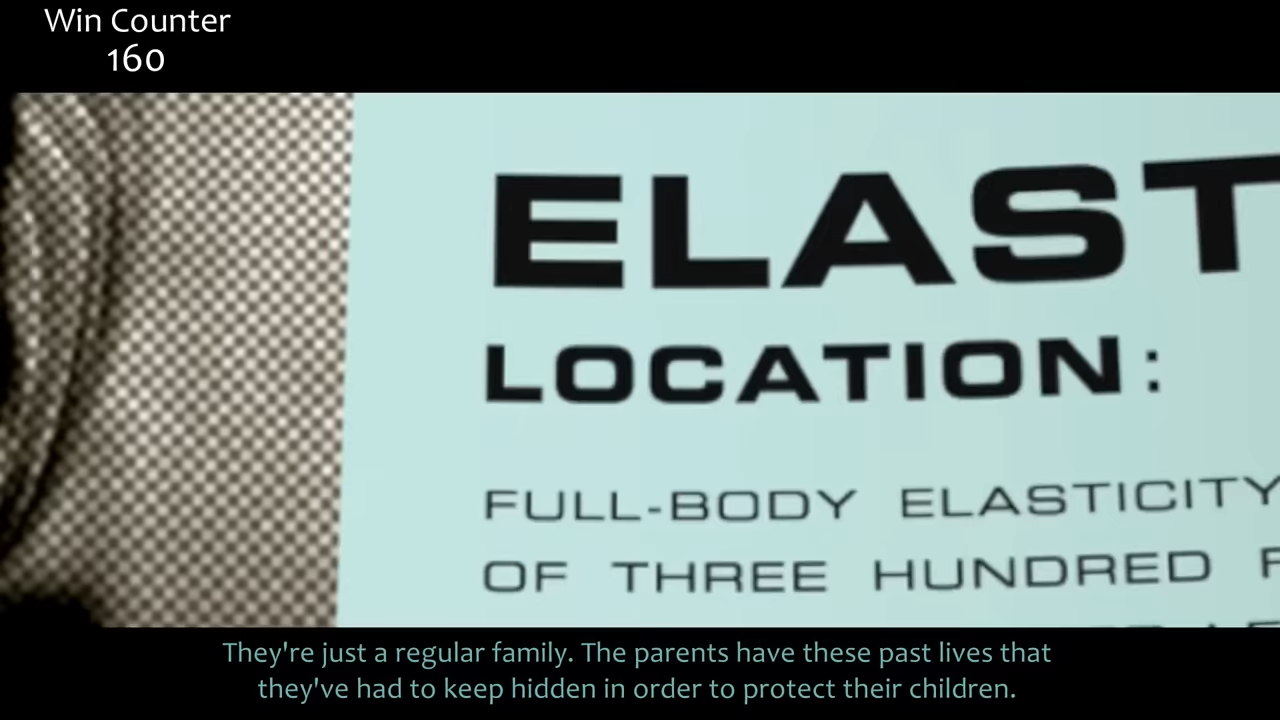 Win Counter
160
ELAST
LOCATION:
FULL-BODY ELASTICITY
OF THREE HUNDRED
They're just a regular family. The parents have these past lives that
they've had to keep hidden in order to protect their children.